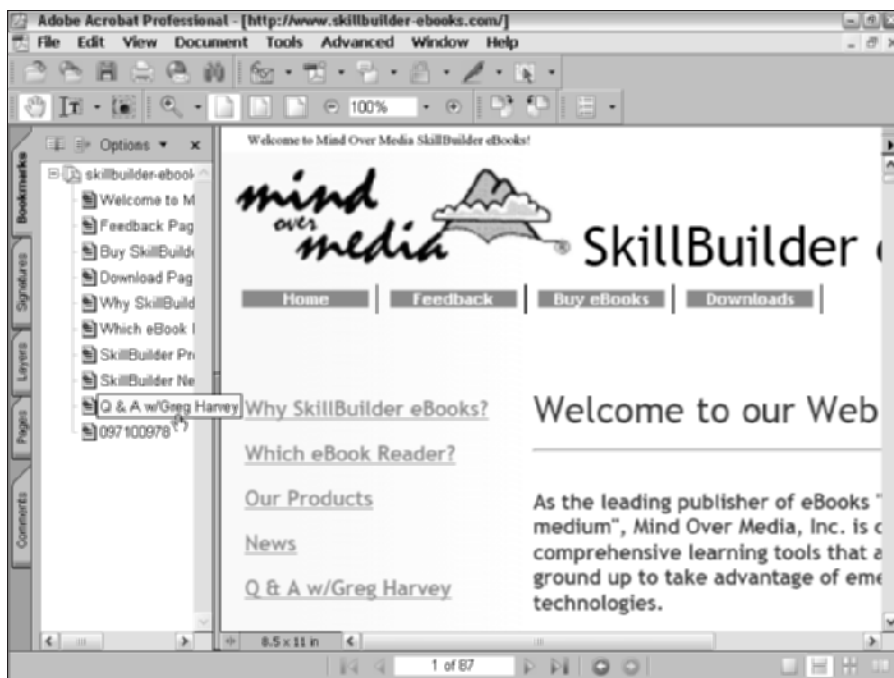 Adobe Acrobat Professional - [http://www.skillbuilder-ebooks.com/]
File Edit View Document Tools Advanced Window Help
100%
Options
Bookmarks
Signatures
Layers
Pages
Comments
skillbuilder-ebook
Welcome to M
Feedback Pag
Buy SkillBuilde
Download Pag
Why SkillBuild
Which eBook
SkillBuilder Pr
SkillBuilder Ne
Q & A w/Greg Harvey
097100978
Welcome to Mind Over Media SkillBuilder eBooks!
mind
over
media
SkillBuilder e
Home Feedback Buy eBooks Downloads
Why SkillBuilder eBooks?
Which eBook Reader?
Our Products
News
Q & A w/Greg Harvey
Welcome to our Web
As the leading publisher of eBooks "
medium", Mind Over Media, Inc. is
comprehensive learning tools that a
ground up to take advantage of eme
technologies.
8.5 x 11 in
1 of 87